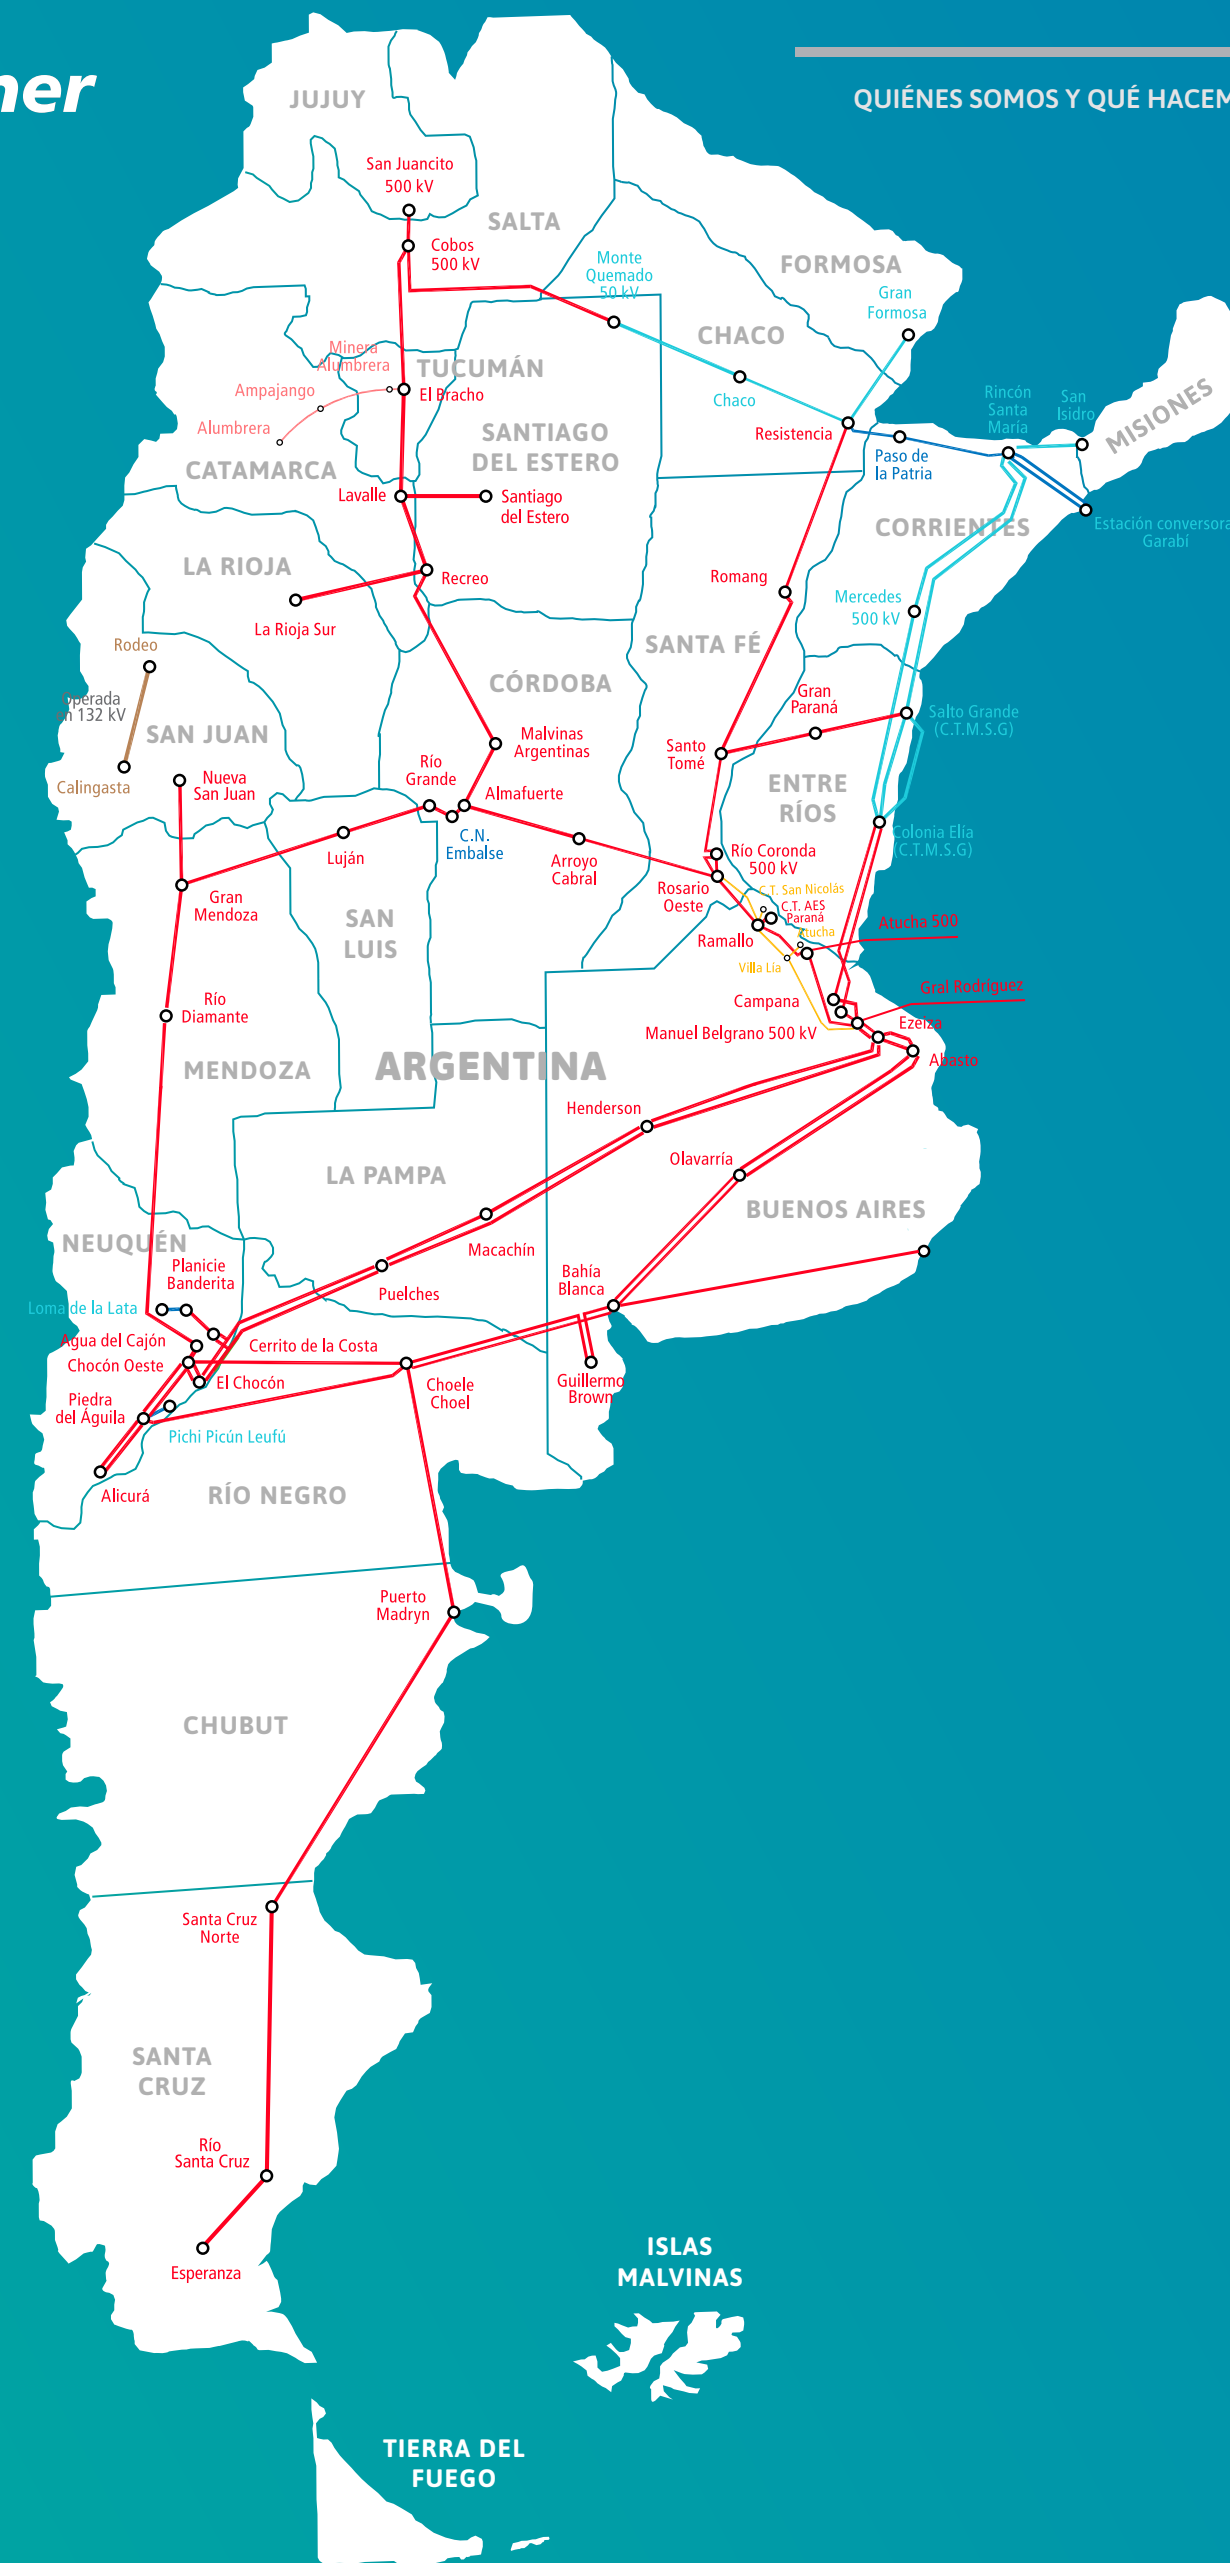 ner
QUIÉNES SOMOS Y QUÉ HACEM
JUJUY
San Juancito
500 kV
SALTA
Cobos
500 kV
Monte
Quemado
50 kV
FORMOSA
Gran
Formosa
CHACO
Minera
Alumbrera
TUCUMÁN
Ampajango
El Bracho
Chaco
Rincón
Santa
María
San
Isidro
MISIONES
Alumbrera
CATAMARCA
SANTIAGO
DEL ESTERO
Resistencia
Paso de
la Patria
Lavalle
Santiago
del Estero
CORRIENTES
Estación conversora
Garabí
LA RIOJA
Recreo
Romang
Mercedes
500 kV
La Rioja Sur
Rodeo
SANTA FÉ
Operada
en 132 kV
CÓRDOBA
Gran
Paraná
Salto Grande
(C.T.M.S.G)
SAN JUAN
Malvinas
Argentinas
Santo
Tomé
Calingasta
Nueva
San Juan
Río
Grande
Almafuerte
ENTRE
RÍOS
C.N.
Embalse
Colonia Elía
(C.T.M.S.G)
Luján
Arroyo
Cabral
Río Coronda
500 kV
Rosario
Oeste
C.T. San Nicolás
C.T. AES
Paraná
Gran
Mendoza
SAN
LUIS
Ramallo
Atucha
Atucha 500
Villa Lía
Río
Diamante
Campana
Gral Rodríguez
Manuel Belgrano 500 kV
Ezeiza
MENDOZA
ARGENTINA
Abasto
Henderson
Olavarría
LA PAMPA
BUENOS AIRES
NEUQUÉN
Macachín
Planicie
Banderita
Bahía
Blanca
Puelches
Loma de la Lata
Agua del Cajón
Cerrito de la Costa
Chocón Oeste
El Chocón
Choele
Choel
Guillermo
Brown
Piedra
del Águila
Pichi Picún Leufú
Alicurá
RÍO NEGRO
Puerto
Madryn
CHUBUT
Santa Cruz
Norte
SANTA
CRUZ
Río
Santa Cruz
Esperanza
ISLAS
MALVINAS
TIERRA DEL
FUEGO